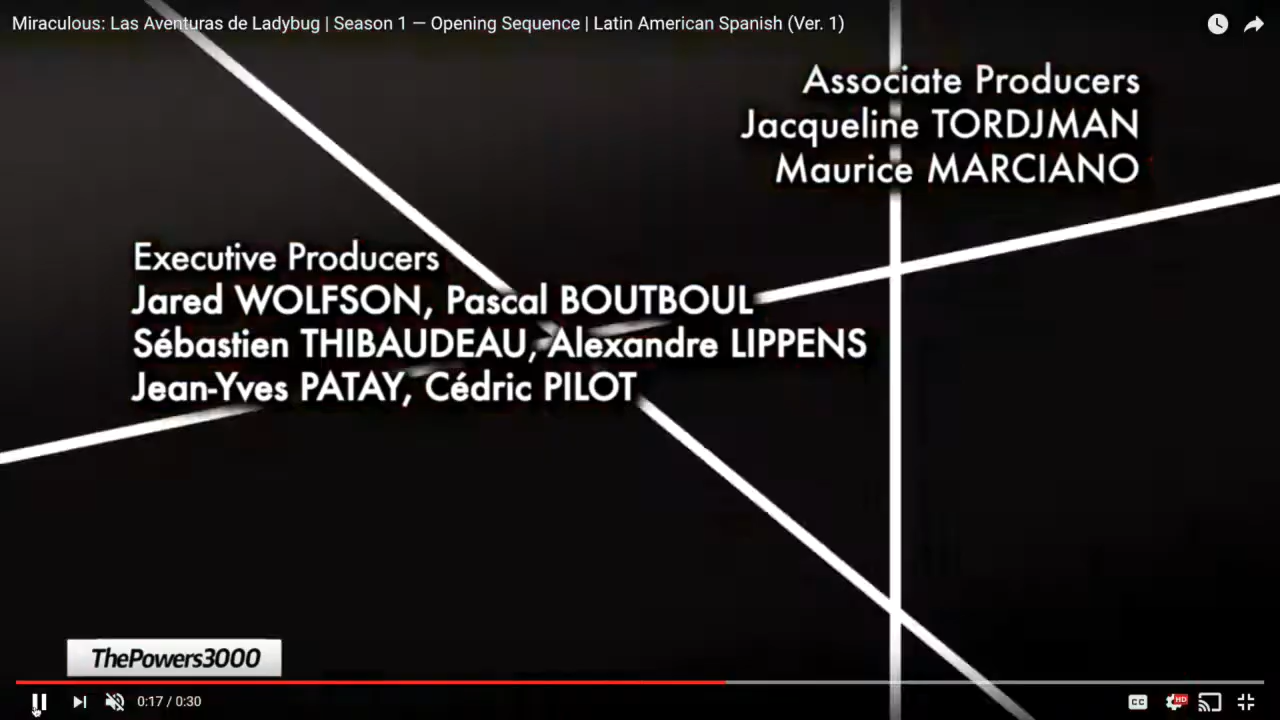 Miraculous: Las Aventuras de Ladybug | Season 1 — Opening Sequence | Latin American Spanish (Ver. 1)
Associate Producers
Jacqueline TORDJMAN
Maurice MARCIANO
Executive Producers
Jared WOLFSON, Pascal BOUTBOUL
Sébastien THIBAUDEAU, Alexandre LIPPENS
Jean-Yves PATAY, Cédric PILOT
ThePowers3000
0:17 / 0:30
CC
HD